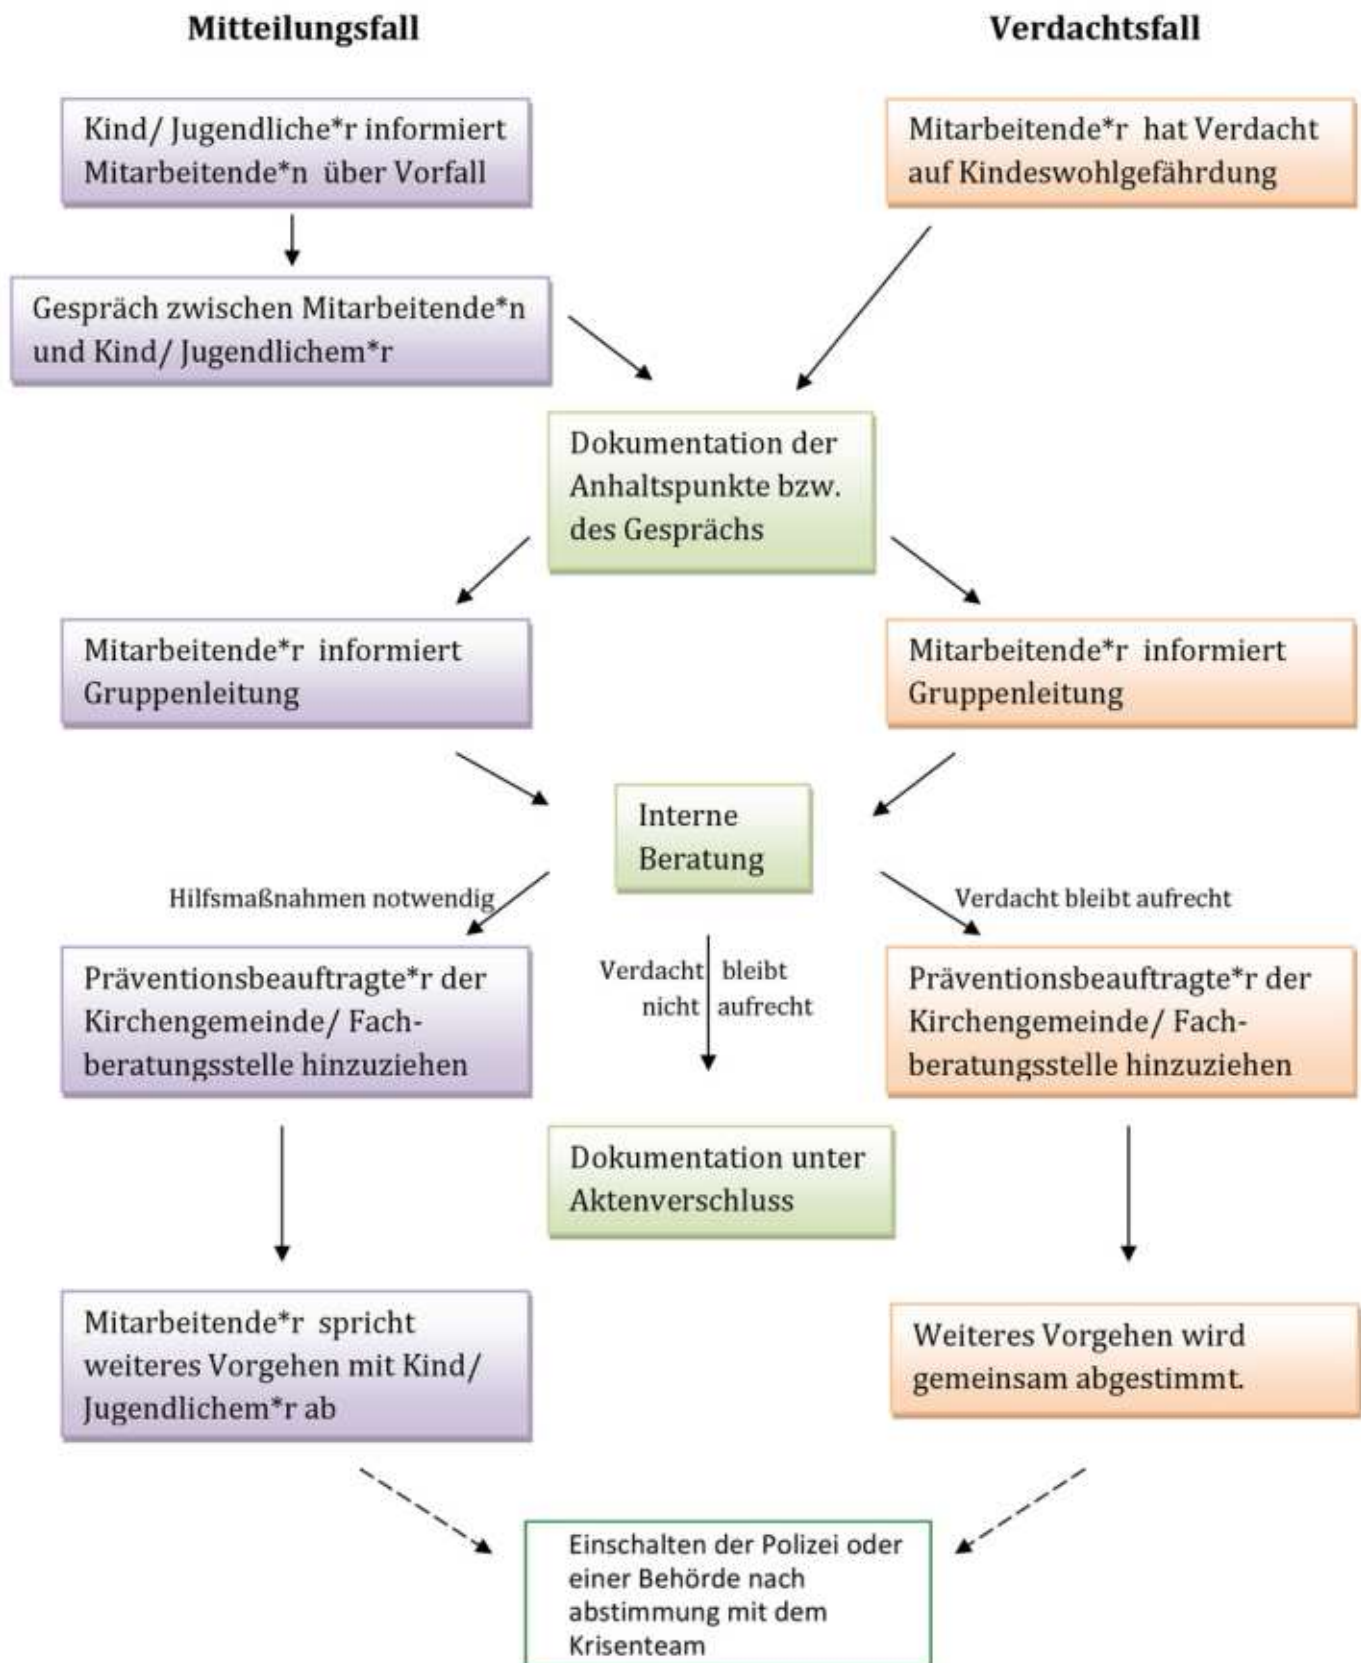 Mitteilungsfall
Verdachtsfall
Kind/ Jugendliche*r informiert
Mitarbeitende*n über Vorfall
Mitarbeitende*r hat Verdacht
auf Kindeswohlgefährdung
Gespräch zwischen Mitarbeitende*n
und Kind/ Jugendlichem*r
Dokumentation der
Anhaltspunkte bzw.
des Gesprächs
Mitarbeitende*r informiert
Gruppenleitung
Mitarbeitende*r informiert
Gruppenleitung
Interne
Beratung
Hilfsmaßnahmen notwendig
Verdacht bleibt aufrecht
Verdacht bleibt
nicht aufrecht
Präventionsbeauftragte*r der
Kirchengemeinde/ Fach-
beratungsstelle hinzuziehen
Präventionsbeauftragte*r der
Kirchengemeinde/ Fach-
beratungsstelle hinzuziehen
Dokumentation unter
Aktenverschluss
Mitarbeitende*r spricht
weiteres Vorgehen mit Kind/
Jugendlichem*r ab
Weiteres Vorgehen wird
gemeinsam abgestimmt.
Einschalten der Polizei oder
einer Behörde nach
abstimmung mit dem
Krisenteam